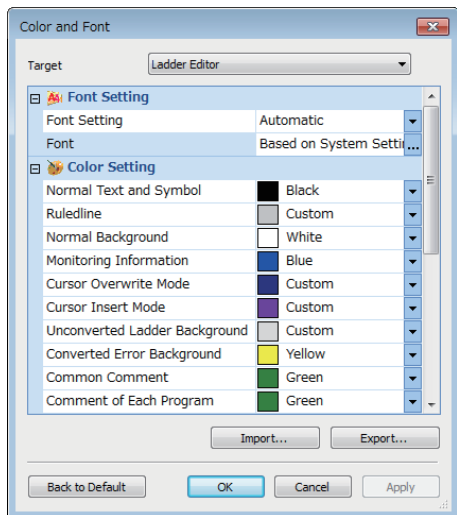 Color and Font
Target Ladder Editor
Font Setting
Font Setting Automatic
Font Based on System Settin...
Color Setting
Normal Text and Symbol Black
Ruledline Custom
Normal Background White
Monitoring Information Blue
Cursor Overwrite Mode Custom
Cursor Insert Mode Custom
Unconverted Ladder Background Custom
Converted Error Background Yellow
Common Comment Green
Comment of Each Program Green
Import... Export...
Back to Default OK Cancel Apply